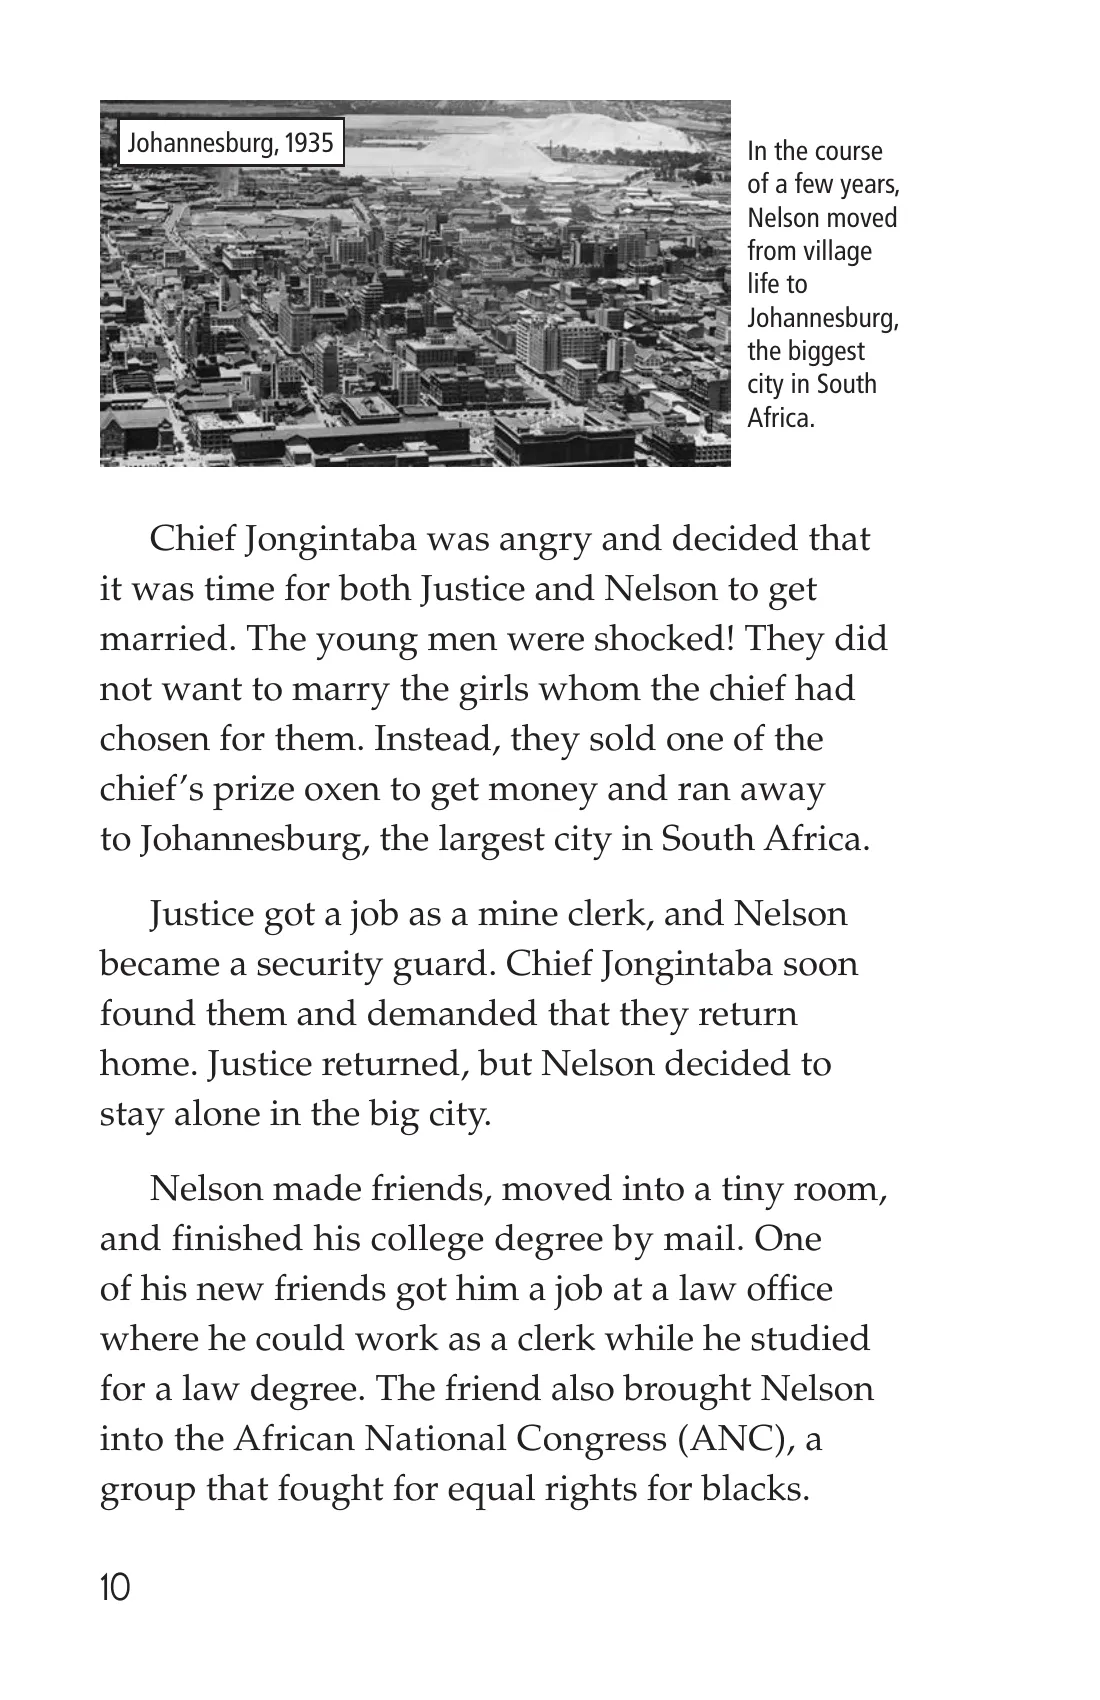 Johannesburg, 1935
In the course
of a few years,
Nelson moved
from village
life to
Johannesburg,
the biggest
city in South
Africa.
Chief Jongintaba was angry and decided that
it was time for both Justice and Nelson to get
married. The young men were shocked! They did
not want to marry the girls whom the chief had
chosen for them. Instead, they sold one of the
chief’s prize oxen to get money and ran away
to Johannesburg, the largest city in South Africa.
Justice got a job as a mine clerk, and Nelson
became a security guard. Chief Jongintaba soon
found them and demanded that they return
home. Justice returned, but Nelson decided to
stay alone in the big city.
Nelson made friends, moved into a tiny room,
and finished his college degree by mail. One
of his new friends got him a job at a law office
where he could work as a clerk while he studied
for a law degree. The friend also brought Nelson
into the African National Congress (ANC), a
group that fought for equal rights for blacks.
10